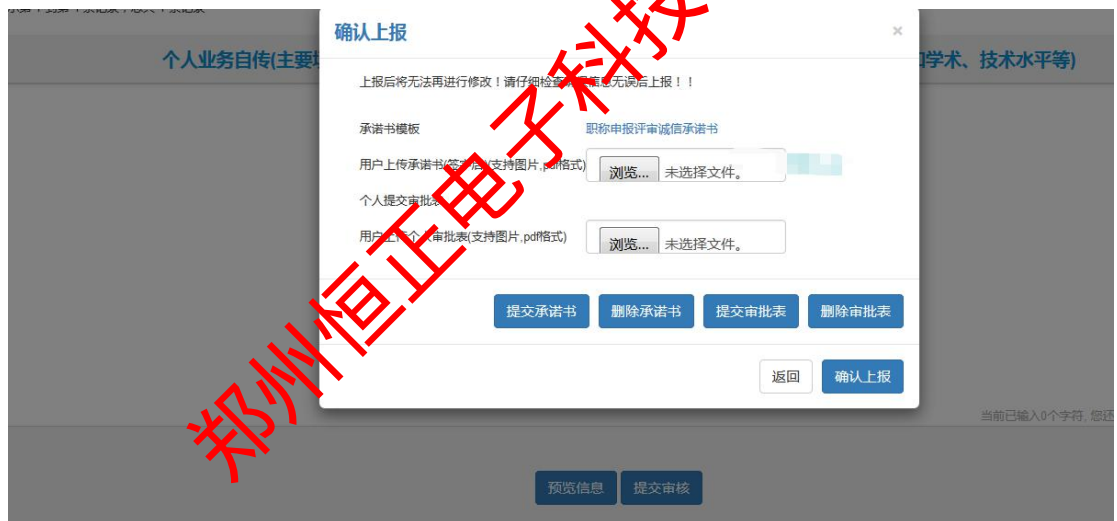 确认上报
×
个人业务自传(主要
学术、技术水平等)
上报后将无法再进行修改！请仔细检查 信息无误后上报！！
承诺书模板 职称申报评审诚信承诺书
用户上传承诺书(签字后)(支持图片,pdf格式) 浏览... 未选择文件。
个人提交审批表
用户上传个人审批表(支持图片,pdf格式) 浏览... 未选择文件。
提交承诺书 删除承诺书 提交审批表 删除审批表
返回 确认上报
当前已输入0个字符, 您还
预览信息 提交审核
郑州恒正电子科技